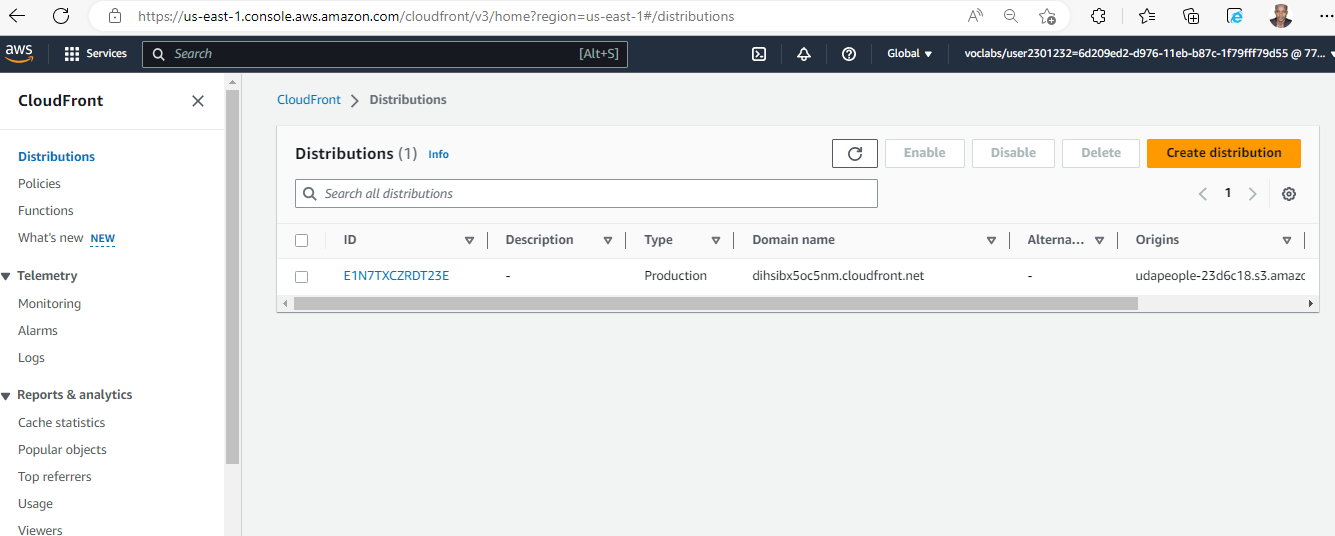 https://us-east-1.console.aws.amazon.com/cloudfront/v3/home?region=us-east-1#/distributions
aws Services Search [Alt+S] Global voclabs/user2301232=6d209ed2-d976-11eb-b87c-1f79fff79d55 @ 77...
CloudFront
Distributions
Policies
Functions
What's new NEW
Telemetry
Monitoring
Alarms
Logs
Reports & analytics
Cache statistics
Popular objects
Top referrers
Usage
Viewers
CloudFront > Distributions
Distributions (1) Info Enable Disable Delete Create distribution
Search all distributions 1
ID Description Type Domain name Alterna... Origins
E1N7TXCZRDT23E - Production dihsibx5oc5nm.cloudfront.net - udapeople-23d6c18.s3.amazo